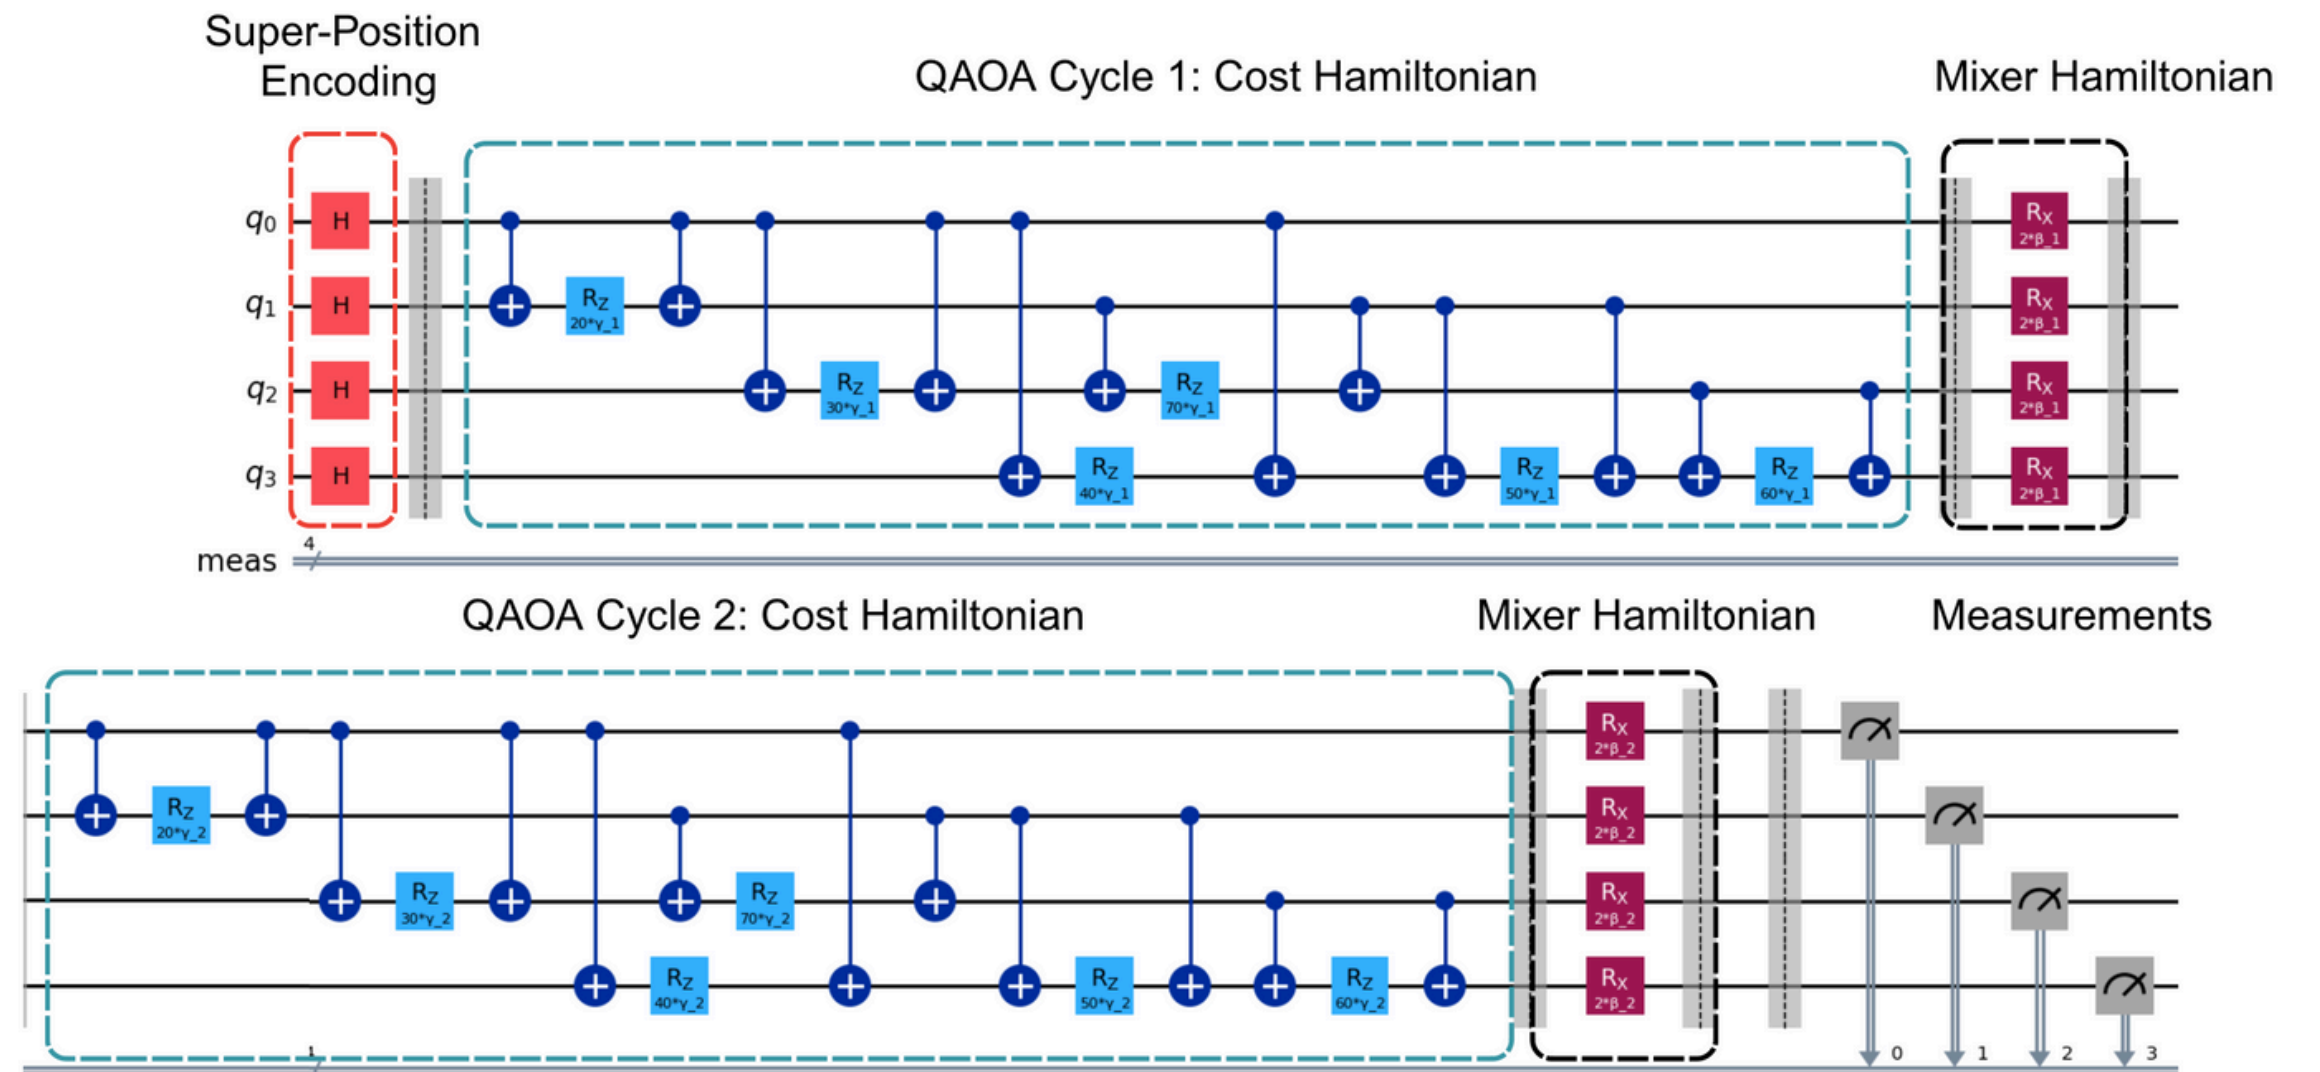 Super-Position
Encoding
QAOA Cycle 1: Cost Hamiltonian
Mixer Hamiltonian
q0
H
RX
2*β_1
q1
H
RZ
20*γ_1
RX
2*β_1
q2
H
RZ
30*γ_1
RZ
70*γ_1
RX
2*β_1
q3
H
RZ
40*γ_1
RZ
50*γ_1
RZ
60*γ_1
RX
2*β_1
4
meas
QAOA Cycle 2: Cost Hamiltonian
Mixer Hamiltonian
Measurements
RX
2*β_2
RZ
20*γ_2
RX
2*β_2
RZ
30*γ_2
RZ
70*γ_2
RX
2*β_2
RZ
40*γ_2
RZ
50*γ_2
RZ
60*γ_2
RX
2*β_2
0
1
2
3